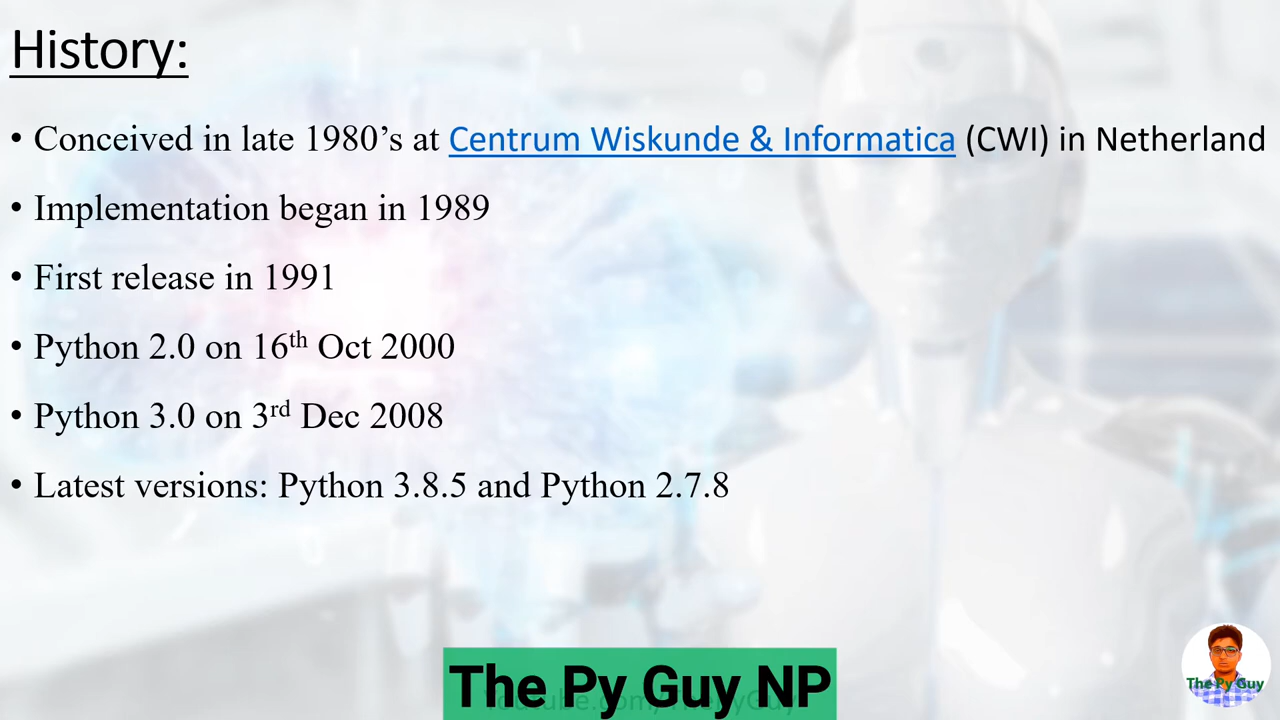 History:
• Conceived in late 1980’s at Centrum Wiskunde & Informatica (CWI) in Netherland
• Implementation began in 1989
• First release in 1991
• Python 2.0 on 16th Oct 2000
• Python 3.0 on 3rd Dec 2008
• Latest versions: Python 3.8.5 and Python 2.7.8
The Py Guy NP
The Py Guy